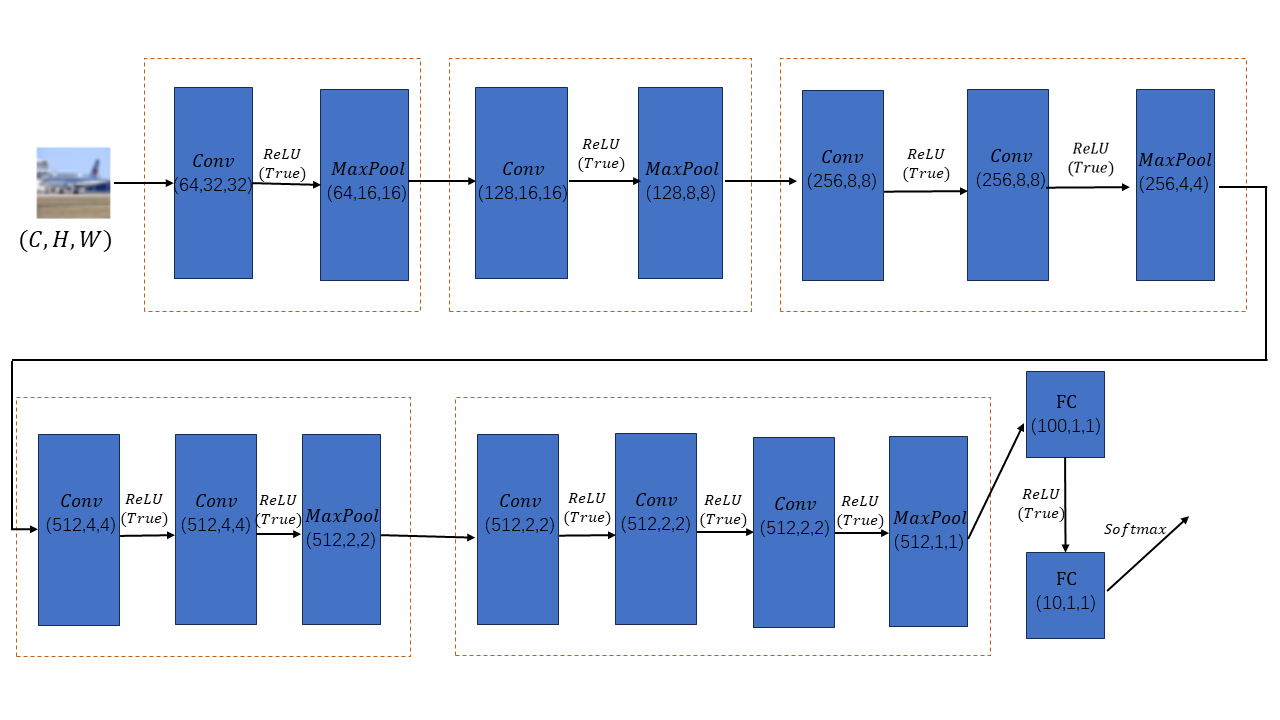 (C, H, W)
Conv
(64,32,32)
ReLU
(True)
MaxPool
(64,16,16)
Conv
(128,16,16)
ReLU
(True)
MaxPool
(128,8,8)
Conv
(256,8,8)
ReLU
(True)
Conv
(256,8,8)
ReLU
(True)
MaxPool
(256,4,4)
Conv
(512,4,4)
ReLU
(True)
Conv
(512,4,4)
ReLU
(True)
MaxPool
(512,2,2)
Conv
(512,2,2)
ReLU
(True)
Conv
(512,2,2)
ReLU
(True)
Conv
(512,2,2)
ReLU
(True)
MaxPool
(512,1,1)
FC
(100,1,1)
ReLU
(True)
FC
(10,1,1)
Softmax